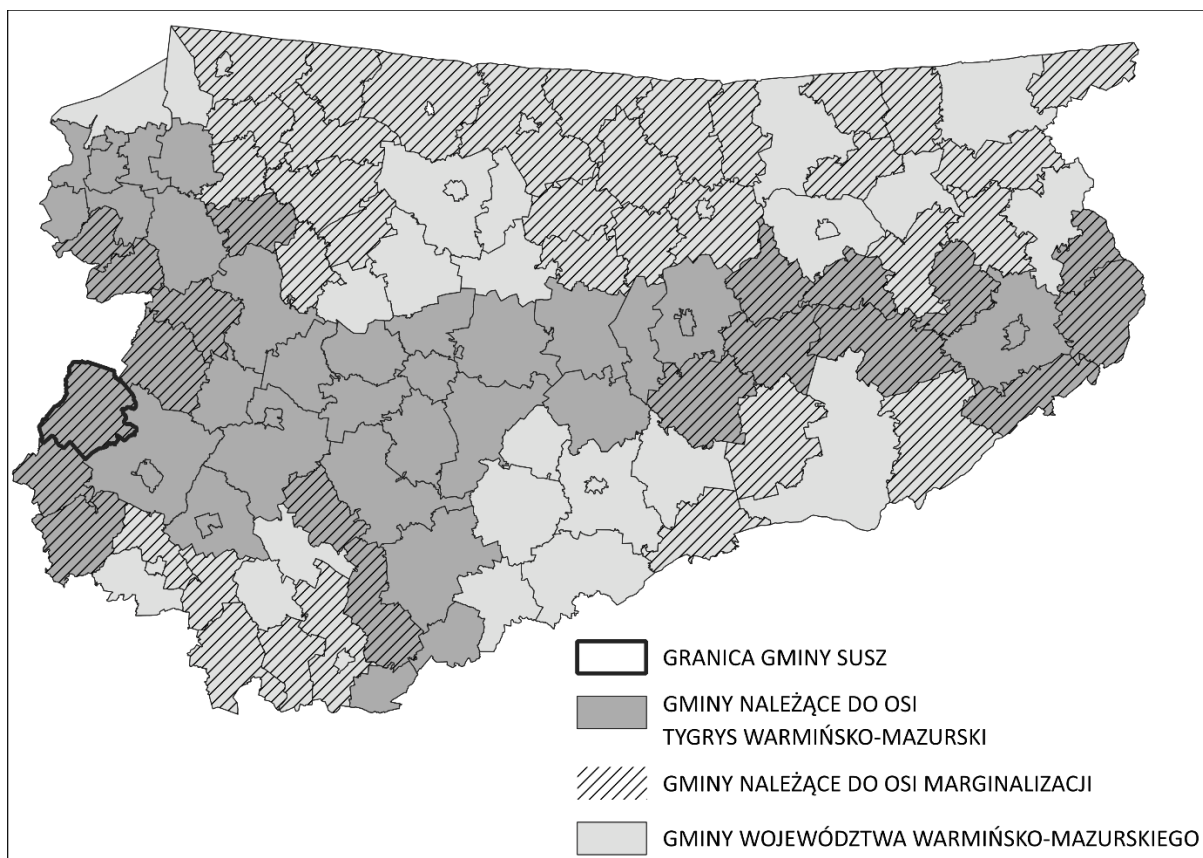 GRANICA GMINY SUSZ
GMINY NALEŻĄCE DO OSI
TYGRYS WARMIŃSKO-MAZURSKI
GMINY NALEŻĄCE DO OSI MARGINALIZACJI
GMINY WOJEWÓDZTWA WARMIŃSKO-MAZURSKIEGO